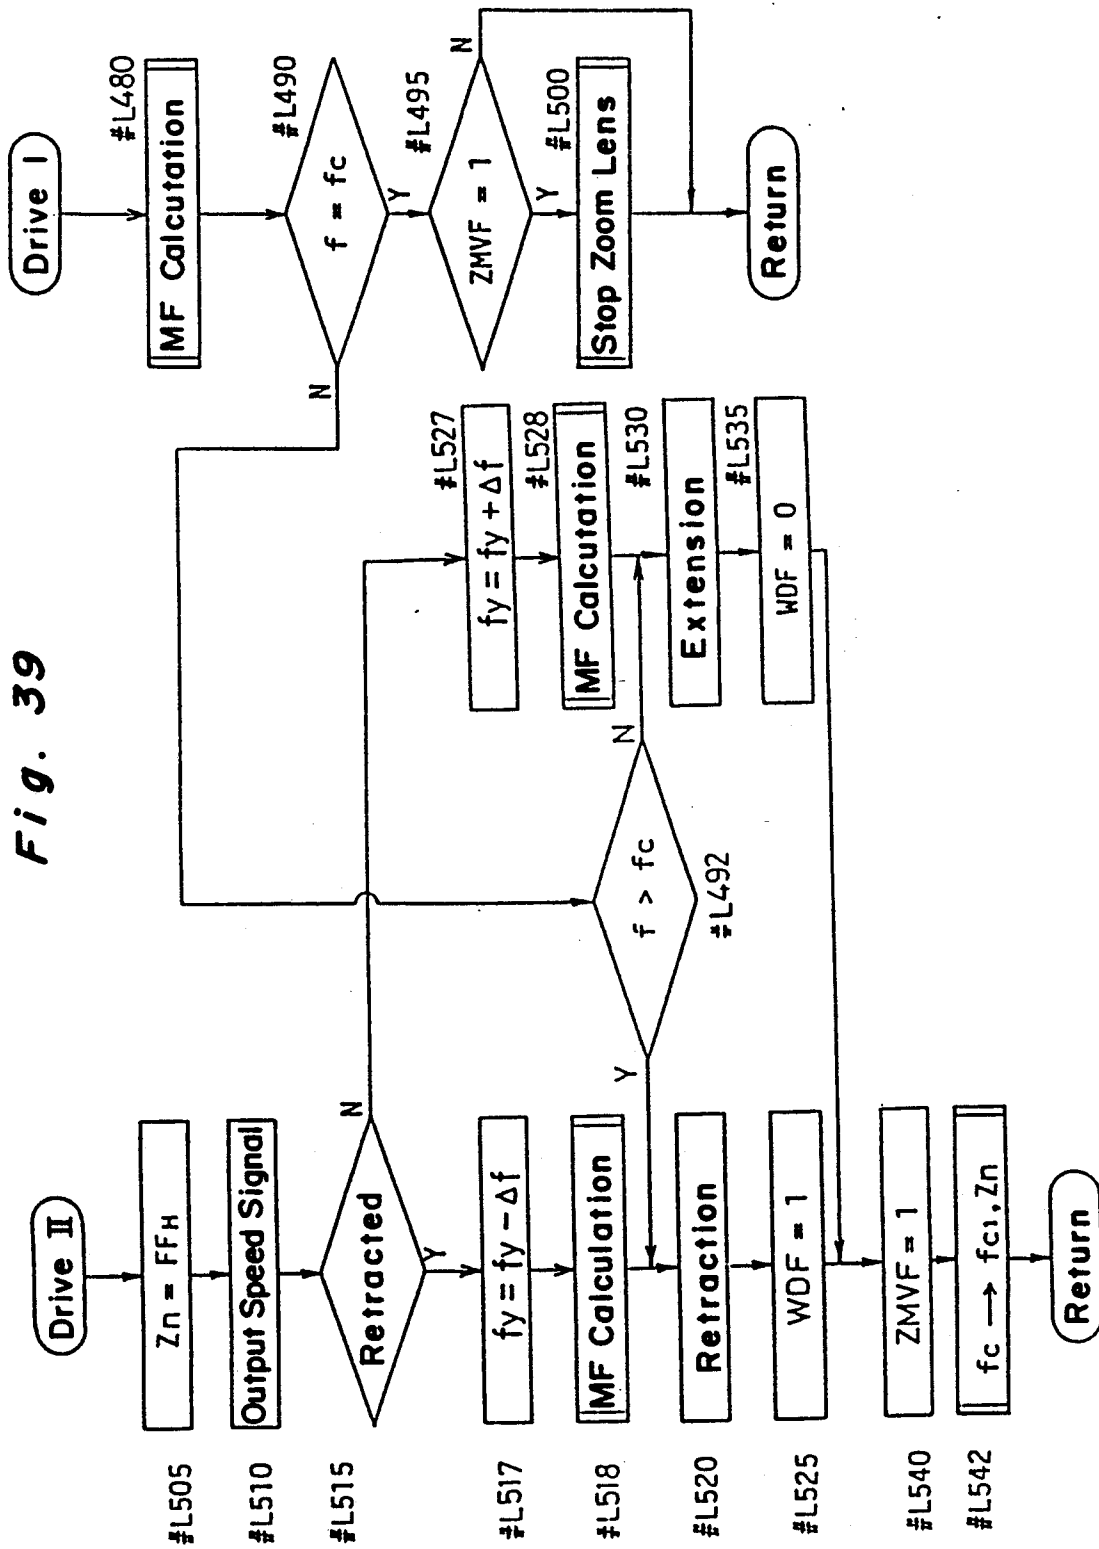 Fig. 39
Drive II
#L505
Zn = FFH
#L510
Output Speed Signal
#L515
Retracted
N
Y
#L517
fy = fy - Δf
#L518
MF Calculation
#L520
Retraction
#L525
WDF = 1
#L540
ZMVF = 1
#L542
fc → fc1, Zn
Return
#L527
fy = fy + Δf
#L528
MF Calcutation
#L530
Extension
#L535
WDF = 0
f > fc
#L492
Y
N
Drive I
#L480
MF Calcutation
#L490
f = fc
N
Y
#L495
ZMVF = 1
N
Y
#L500
Stop Zoom Lens
Return